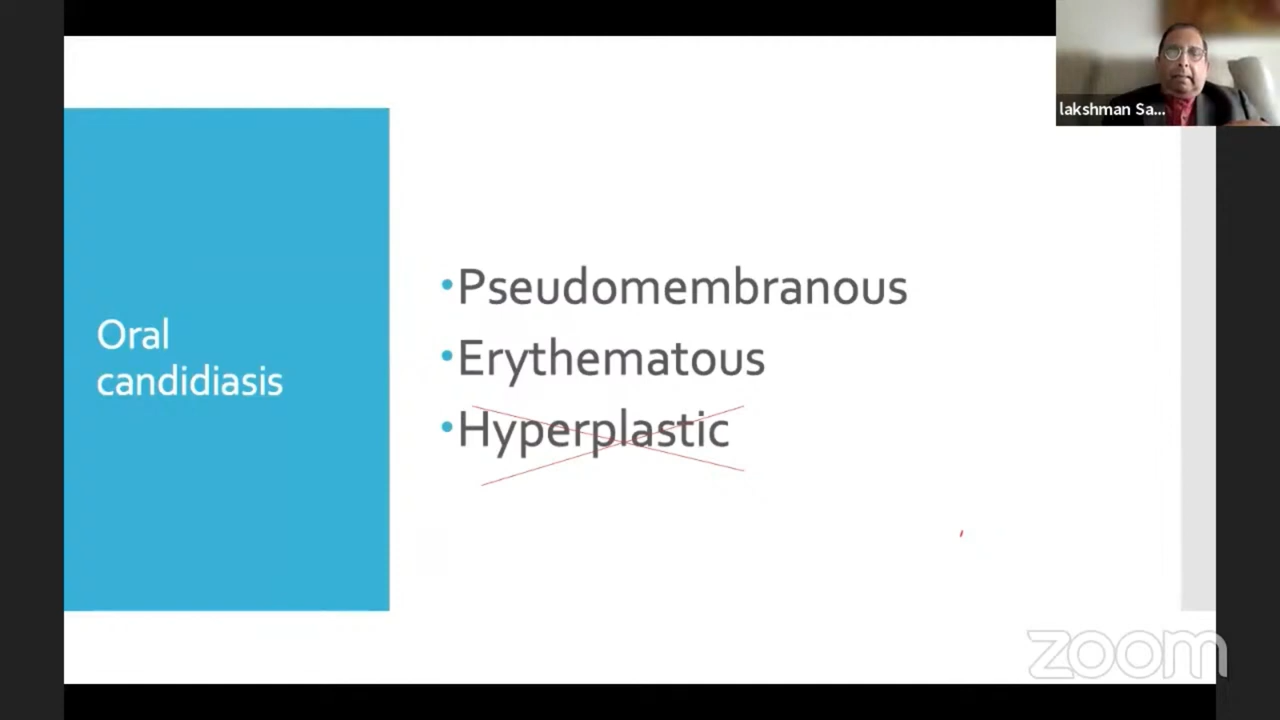 lakshman Sa...
Oral
candidiasis
•Pseudomembranous
•Erythematous
•Hyperplastic
zoom